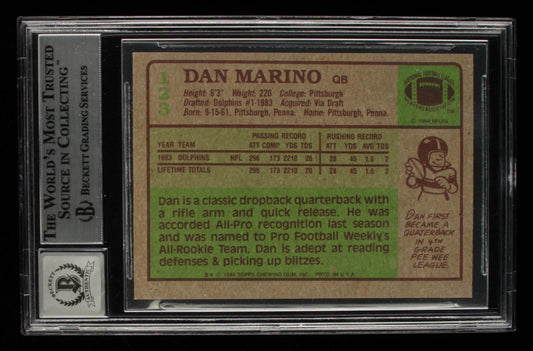 THE WORLD'S MOST TRUSTED
SOURCE IN COLLECTING™
BECKETT GRADING SERVICES
123
DAN MARINO QB
Height: 6'3" Weight: 220 College: Pittsburgh
Drafted: Dolphins #1-1983 Acquired: Via Draft
Born: 9-15-61, Pittsburgh, Penna. Home: Pittsburgh, Penna.
PASSING RECORD RUSHING RECORD
YEAR TEAM ATT COMP YDS TD ATT YDS AVG TDS
1983 DOLPHINS NFL 296 173 2210 20 28 45 1.6 2
LIFETIME TOTALS 296 173 2210 20 28 45 1.6 2
Dan is a classic dropback quarterback with
a rifle arm and quick release. He was
accorded All-Pro recognition last season
and was named to Pro Football Weekly's
All-Rookie Team. Dan is adept at reading
defenses & picking up blitzes.
© 1984 TOPPS CHEWING GUM, INC. PRTD. IN U.S.A.
DAN FIRST
BECAME A
QUATERBACK
IN 4TH
GRADE
PEE WEE
LEAGUE.
BECKETT